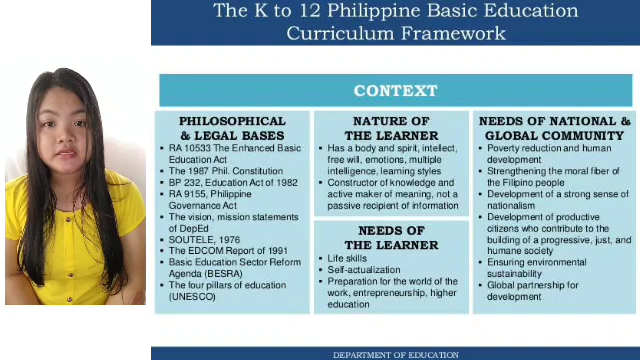 The K to 12 Philippine Basic Education
Curriculum Framework
CONTEXT
PHILOSOPHICAL
& LEGAL BASES
▪ RA 10533 The Enhanced Basic
Education Act
▪ The 1987 Phil. Constitution
▪ BP 232, Education Act of 1982
▪ RA 9155, Philippine
Governance Act
▪ The vision, mission statements
of DepEd
▪ SOUTELE, 1976
▪ The EDCOM Report of 1991
▪ Basic Education Sector Reform
Agenda (BESRA)
▪ The four pillars of education
(UNESCO)
NATURE OF
THE LEARNER
▪ Has a body and spirit, intellect,
free will, emotions, multiple
intelligence, learning styles
▪ Constructor of knowledge and
active maker of meaning, not a
passive recipient of information
NEEDS OF
THE LEARNER
▪ Life skills
▪ Self-actualization
▪ Preparation for the world of the
work, entrepreneurship, higher
education
NEEDS OF NATIONAL &
GLOBAL COMMUNITY
▪ Poverty reduction and human
development
▪ Strengthening the moral fiber of
the Filipino people
▪ Development of a strong sense of
nationalism
▪ Development of productive
citizens who contribute to the
building of a progressive, just, and
humane society
▪ Ensuring environmental
sustainability
▪ Global partnership for
development
DEPARTMENT OF EDUCATION